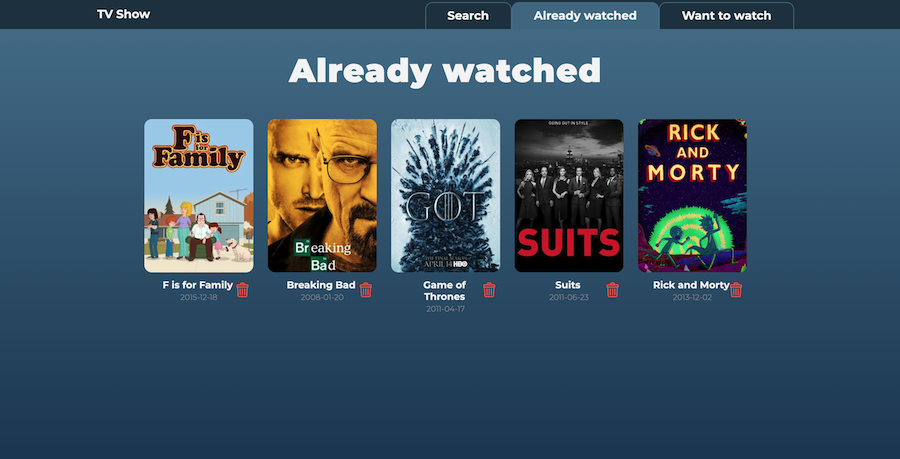 TV Show
Search
Already watched
Want to watch
Already watched
F is
for
Family
Breaking
Bad
GOT
THE FINAL SEASON
APRIL 14 HBO
GOING OUT IN STYLE
SUITS
RICK
AND
MORTY
F is for Family
2015-12-18
Breaking Bad
2008-01-20
Game of
Thrones
2011-04-17
Suits
2011-06-23
Rick and Morty
2013-12-02